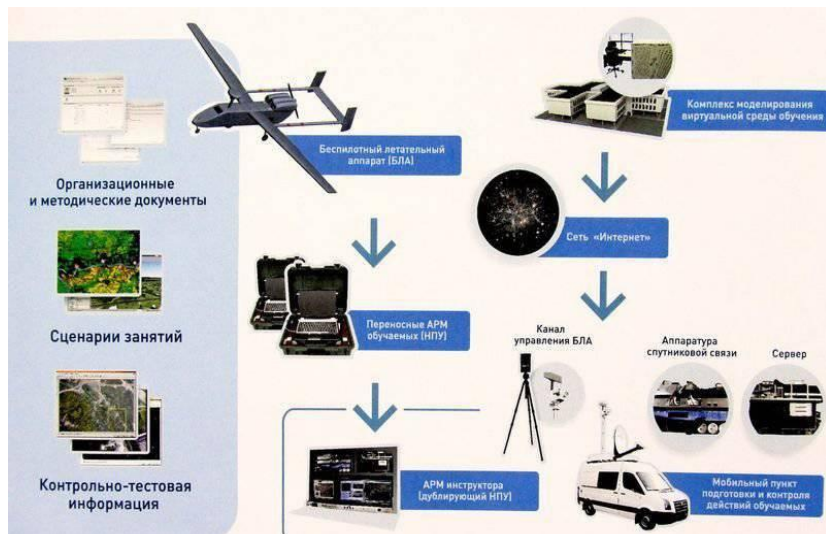 Организационные
и методические документы
Сценарии занятий
Контрольно-тестовая
информация
Беспилотный летательный
аппарат (БЛА)
Переносные АРМ
обучаемых (НПУ)
АРМ инструктора
(дублирующий НПУ)
Комплекс моделирования
виртуальной среды обучения
Сеть «Интернет»
Канал
управления БЛА
Аппаратура
спутниковой связи
Сервер
Мобильный пункт
подготовки и контроля
действий обучаемых